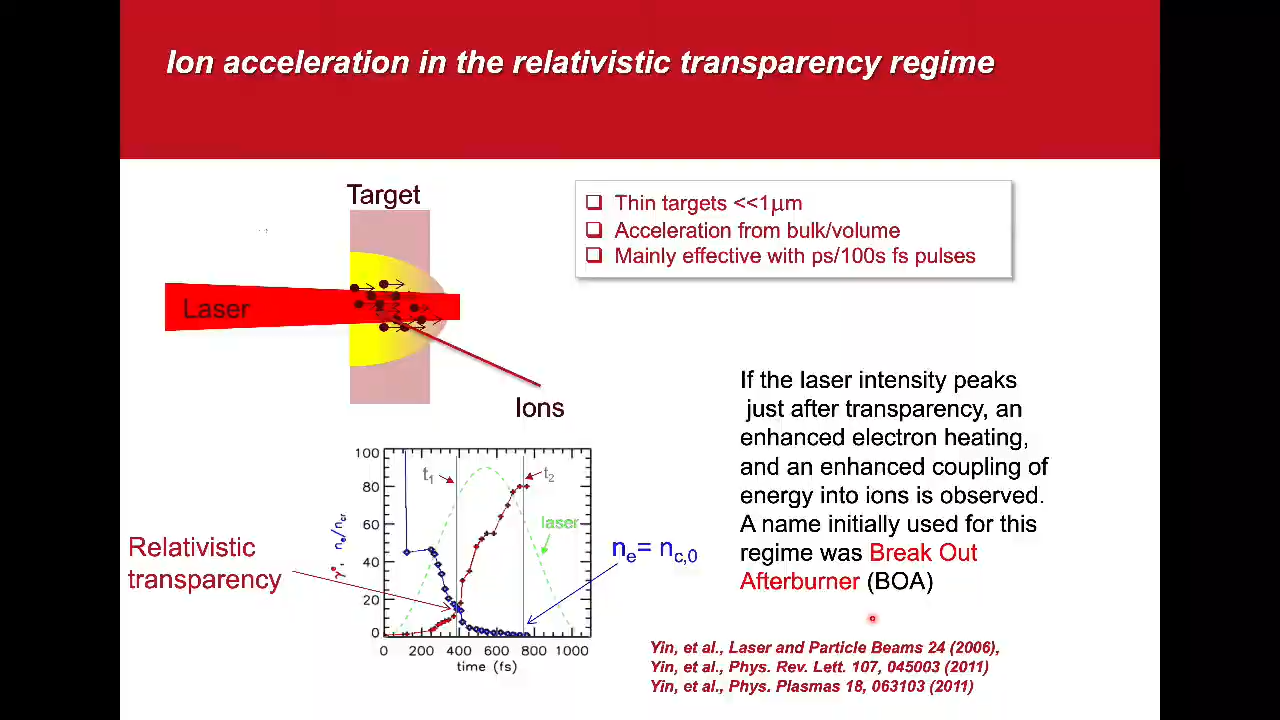 Ion acceleration in the relativistic transparency regime
Target
Laser
Ions
❑ Thin targets <<1μm
❑ Acceleration from bulk/volume
❑ Mainly effective with ps/100s fs pulses
If the laser intensity peaks
just after transparency, an
enhanced electron heating,
and an enhanced coupling of
energy into ions is observed.
A name initially used for this
regime was Break Out
Afterburner (BOA)
Relativistic
transparency
100
80
60
40
20
0
0 200 400 600 800 1000
time (fs)
t1
t2
laser
ne= nc,0
Yin, et al., Laser and Particle Beams 24 (2006),
Yin, et al., Phys. Rev. Lett. 107, 045003 (2011)
Yin, et al., Phys. Plasmas 18, 063103 (2011)